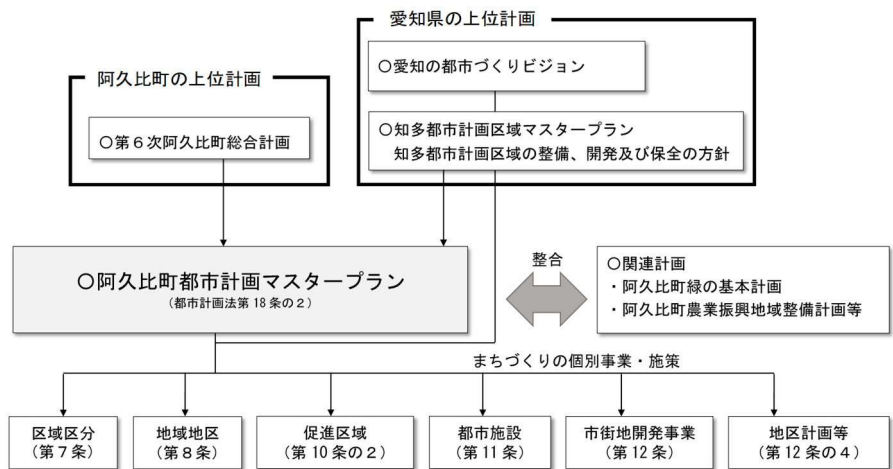 愛知県の上位計画
○愛知の都市づくりビジョン
阿久比町の上位計画
○第6次阿久比町総合計画
○知多都市計画区域マスタープラン
知多都市計画区域の整備、開発及び保全の方針
○阿久比町都市計画マスタープラン
（都市計画法第18条の2）
整合
○関連計画
・阿久比町緑の基本計画
・阿久比町農業振興地域整備計画等
まちづくりの個別事業・施策
区域区分
（第7条）
地域地区
（第8条）
促進区域
（第10条の2）
都市施設
（第11条）
市街地開発事業
（第12条）
地区計画等
（第12条の4）